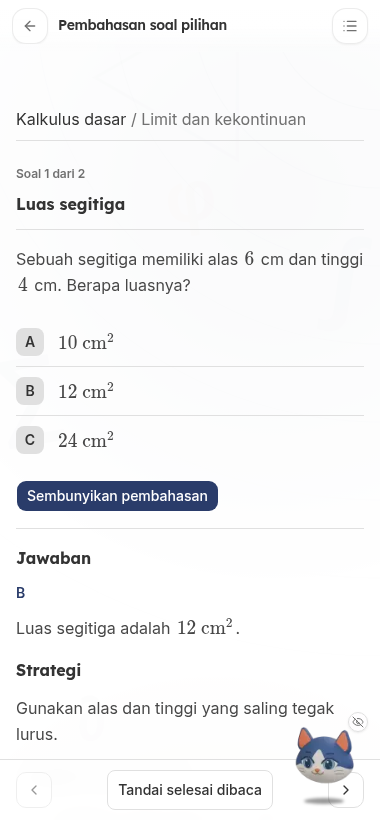 Pembahasan soal pilihan
Kalkulus dasar / Limit dan kekontinuan
Soal 1 dari 2
Luas segitiga
Sebuah segitiga memiliki alas 6 cm dan tinggi
4 cm. Berapa luasnya?
A 10 cm²
B 12 cm²
C 24 cm²
Sembunyikan pembahasan
Jawaban
B
Luas segitiga adalah 12 cm².
Strategi
Gunakan alas dan tinggi yang saling tegak
lurus.
Tandai selesai dibaca